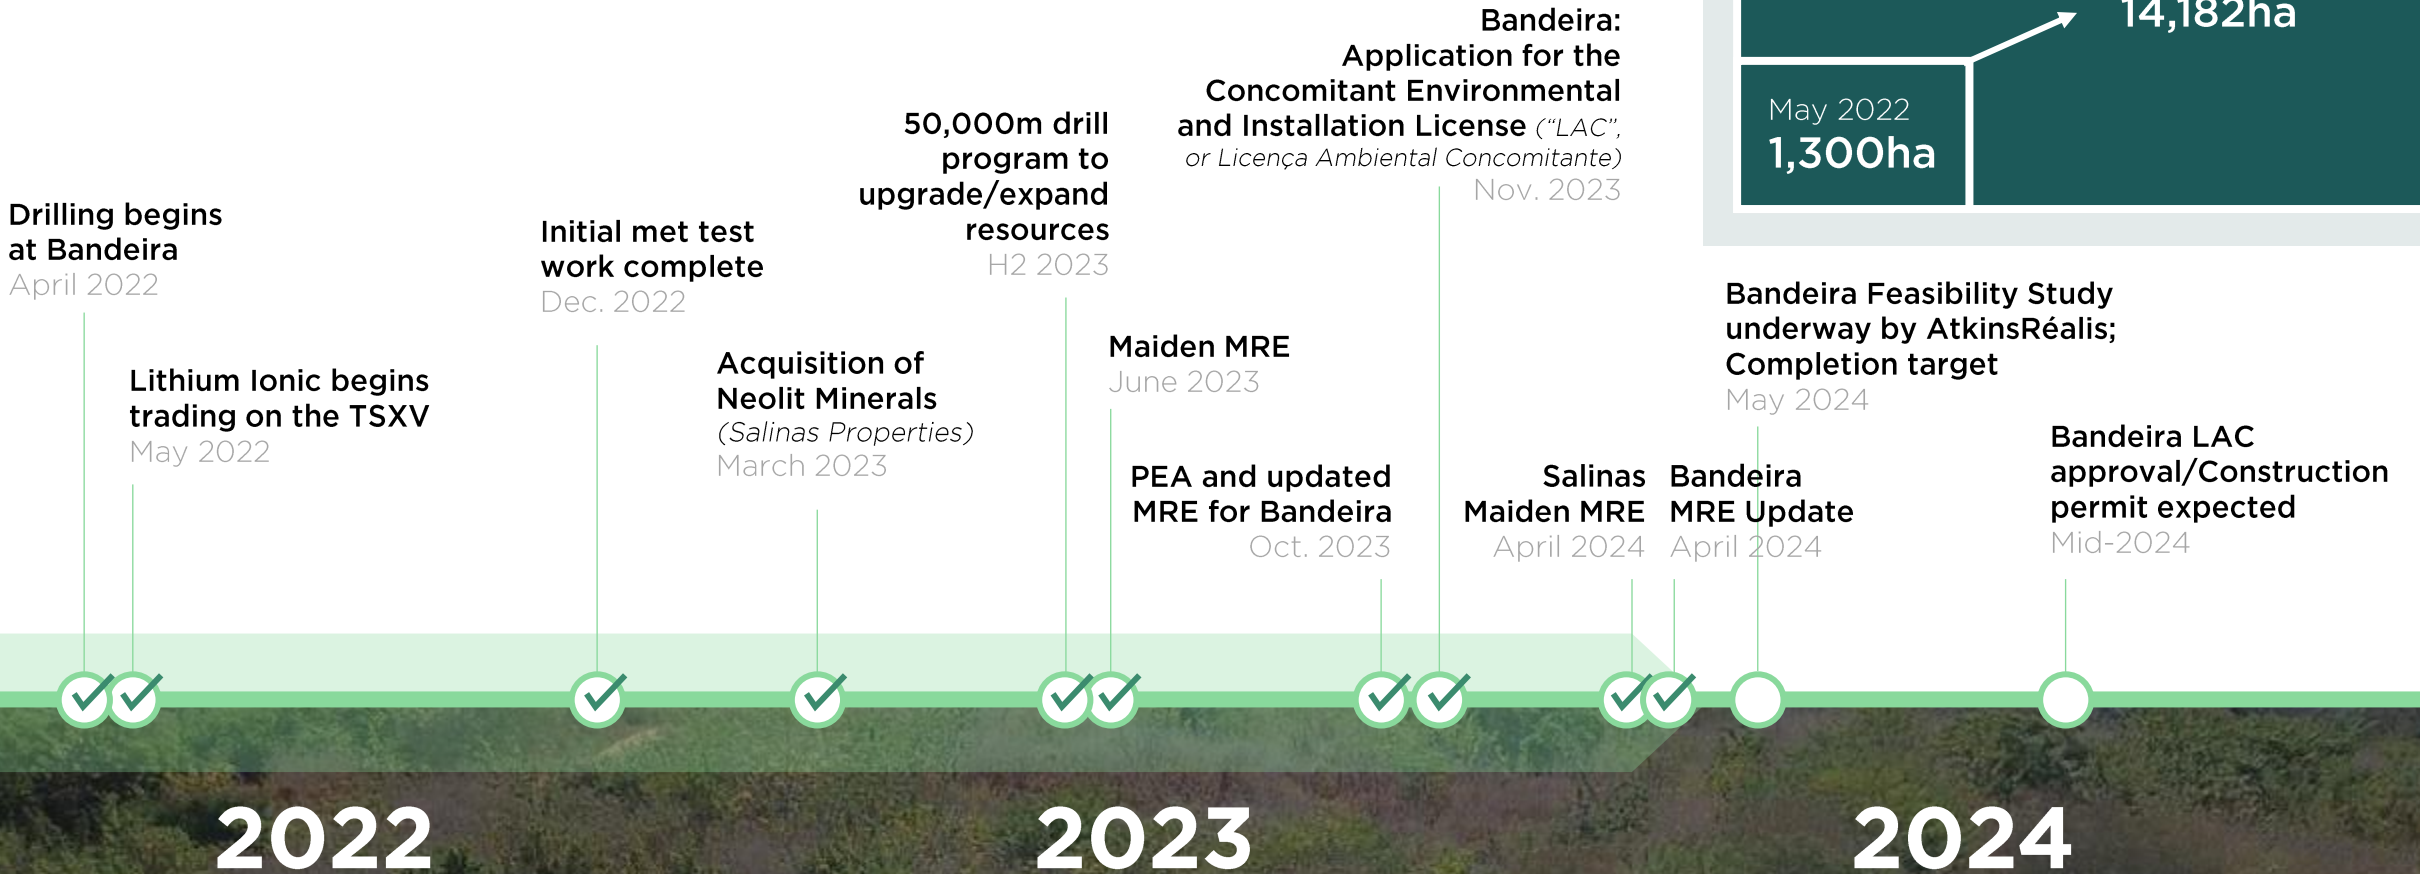 14,182ha
May 2022
1,300ha
Drilling begins
at Bandeira
April 2022
Lithium Ionic begins
trading on the TSXV
May 2022
Initial met test
work complete
Dec. 2022
Acquisition of
Neolit Minerals
(Salinas Properties)
March 2023
50,000m drill
program to
upgrade/expand
resources
H2 2023
Maiden MRE
June 2023
PEA and updated
MRE for Bandeira
Oct. 2023
Bandeira:
Application for the
Concomitant Environmental
and Installation License (“LAC”,
or Licença Ambiental Concomitante)
Nov. 2023
Salinas
Maiden MRE
April 2024
Bandeira
MRE Update
April 2024
Bandeira Feasibility Study
underway by AtkinsRéalis;
Completion target
May 2024
Bandeira LAC
approval/Construction
permit expected
Mid-2024
2022
2023
2024